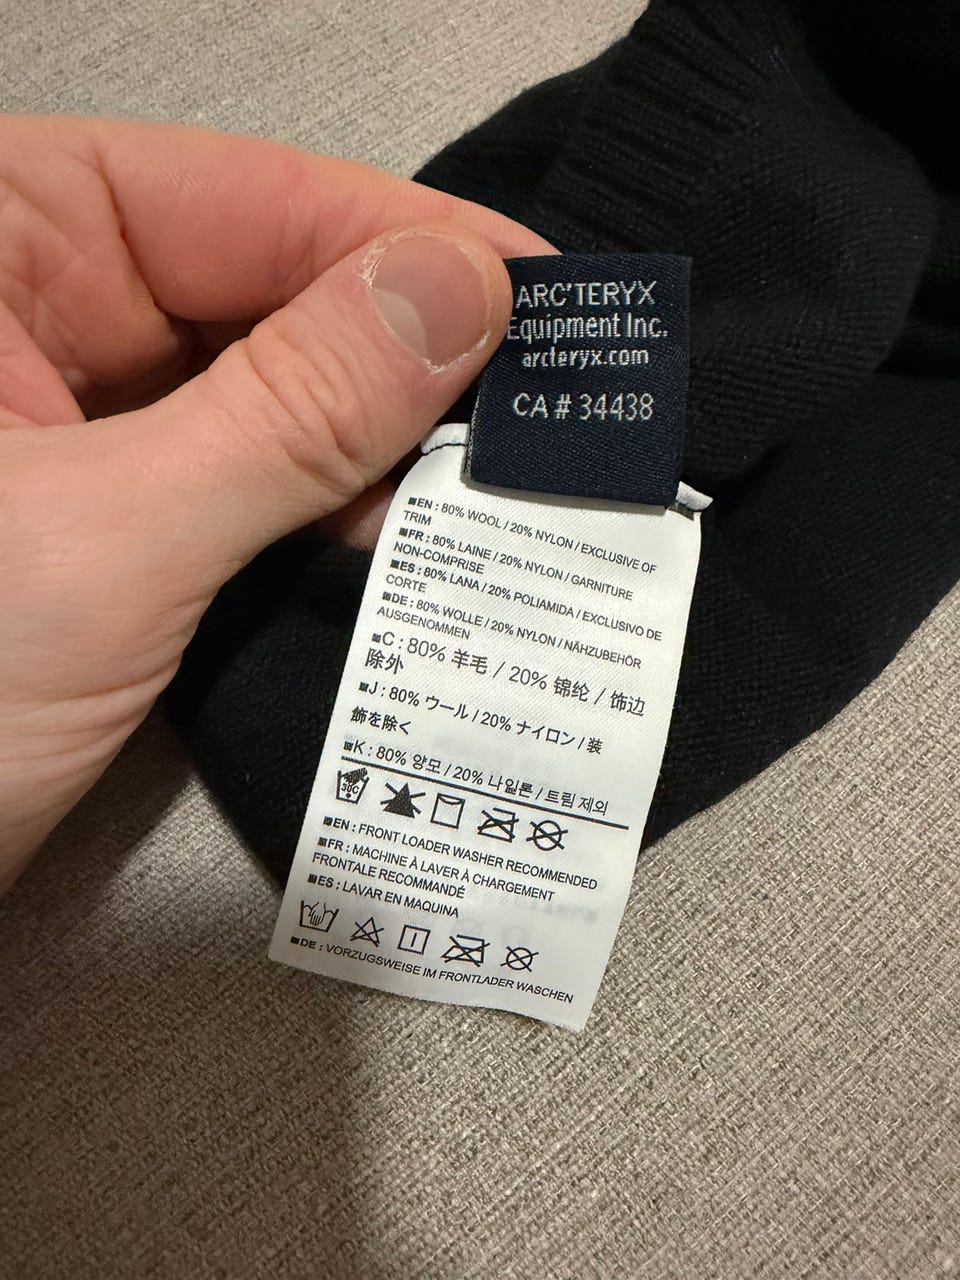 ARC'TERYX
Equipment Inc.
arcteryx.com
CA # 34438
EN : 80% WOOL / 20% NYLON / EXCLUSIVE OF
TRIM
FR : 80% LAINE / 20% NYLON / GARNITURE
NON-COMPRISE
ES : 80% LANA / 20% POLIAMIDA / EXCLUSIVO DE
CORTE
DE : 80% WOLLE / 20% NYLON / NÄHZUBEHÖR
AUSGENOMMEN
C : 80% 羊毛 / 20% 锦纶 / 饰边
除外
J : 80% ウール / 20% ナイロン / 装
飾を除く
K : 80% 양모 / 20% 나일론 / 트림 제외
30C
EN : FRONT LOADER WASHER RECOMMENDED
FR : MACHINE À LAVER À CHARGEMENT
FRONTALE RECOMMANDÉ
ES : LAVAR EN MAQUINA
DE : VORZUGSWEISE IM FRONTLADER WASCHEN